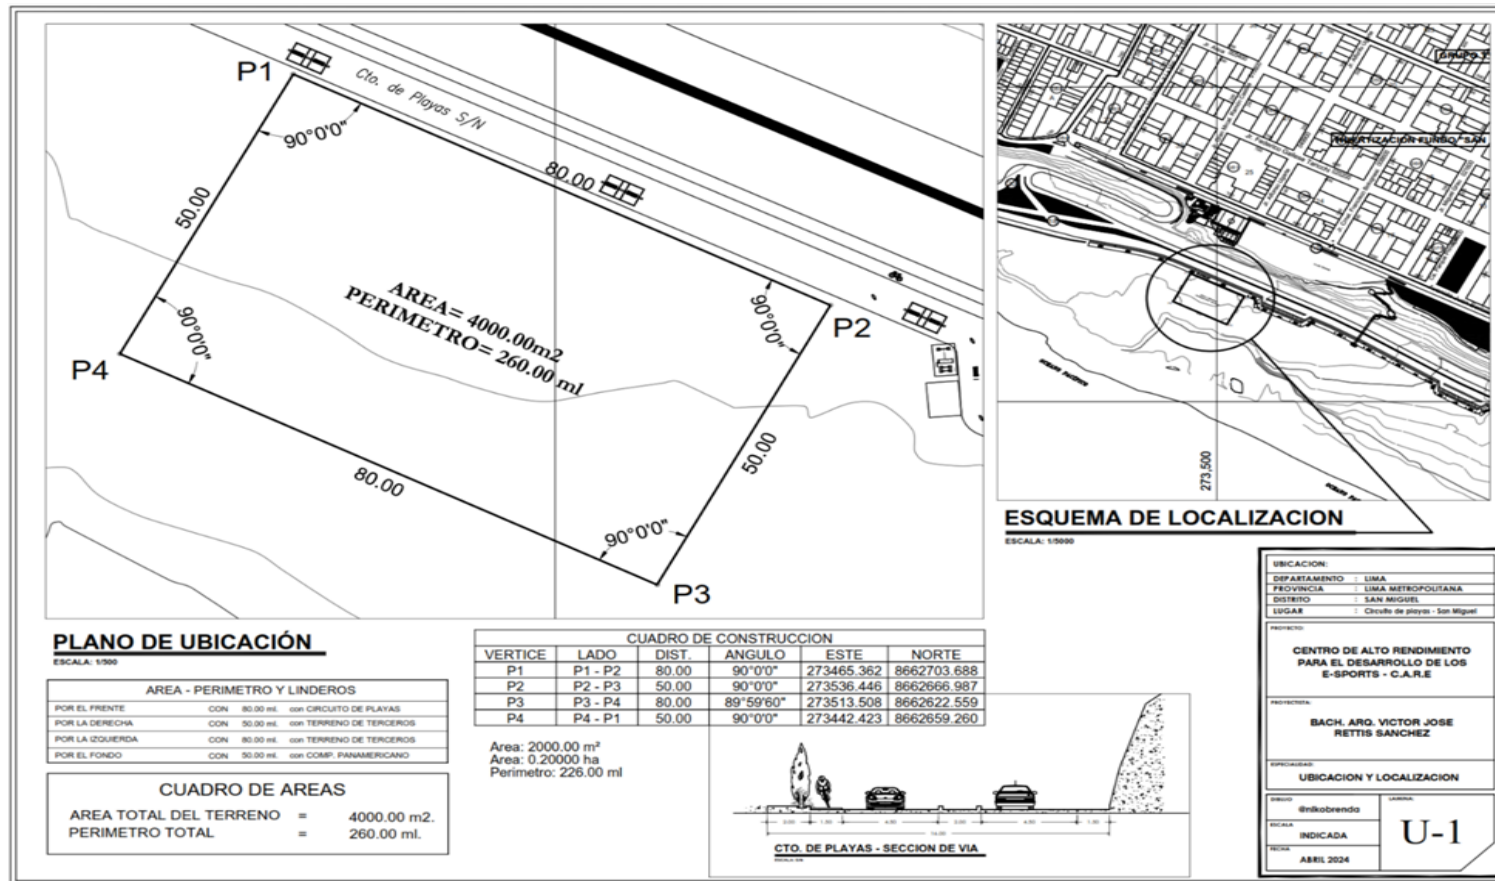 P1
Cto. de Playas S/N
90°0'0"
80.00
50.00
AREA= 4000.00m2
PERIMETRO= 260.00 ml
90°0'0"
P2
90°0'0"
P4
50.00
80.00
90°0'0"
P3
GRUPO
25
OCEANO PACIFICO
273,500
ESQUEMA DE LOCALIZACION
ESCALA: 1/5000
PLANO DE UBICACIÓN
ESCALA: 1/500
AREA - PERIMETRO Y LINDEROS
POR EL FRENTE CON 80.00 ml. con CIRCUITO DE PLAYAS
POR LA DERECHA CON 50.00 ml. con TERRENO DE TERCEROS
POR LA IZQUIERDA CON 80.00 ml. con TERRENO DE TERCEROS
POR EL FONDO CON 50.00 ml. con COMP. PANAMERICANO
CUADRO DE AREAS
AREA TOTAL DEL TERRENO = 4000.00 m2.
PERIMETRO TOTAL = 260.00 ml.
CUADRO DE CONSTRUCCION
VERTICE LADO DIST. ANGULO ESTE NORTE
P1 P1 - P2 80.00 90°0'0" 273465.362 8662703.688
P2 P2 - P3 50.00 90°0'0" 273536.446 8662666.987
P3 P3 - P4 80.00 89°59'60" 273513.508 8662622.559
P4 P4 - P1 50.00 90°0'0" 273442.423 8662659.260
Area: 2000.00 m²
Area: 0.20000 ha
Perimetro: 226.00 ml
CTO. DE PLAYAS - SECCION DE VIA
UBICACION:
DEPARTAMENTO : LIMA
PROVINCIA : LIMA METROPOLITANA
DISTRITO : SAN MIGUEL
LUGAR : Circuito de playas - San Miguel
PROYECTO:
CENTRO DE ALTO RENDIMIENTO
PARA EL DESARROLLO DE LOS
E-SPORTS - C.A.R.E
PROYECTISTA:
BACH. ARQ. VICTOR JOSE
RETTIS SANCHEZ
ESPECIALIDAD:
UBICACION Y LOCALIZACION
DIBUJO
@nikobrenda
ESCALA
INDICADA
FECHA
ABRIL 2024
LAMINA:
U-1